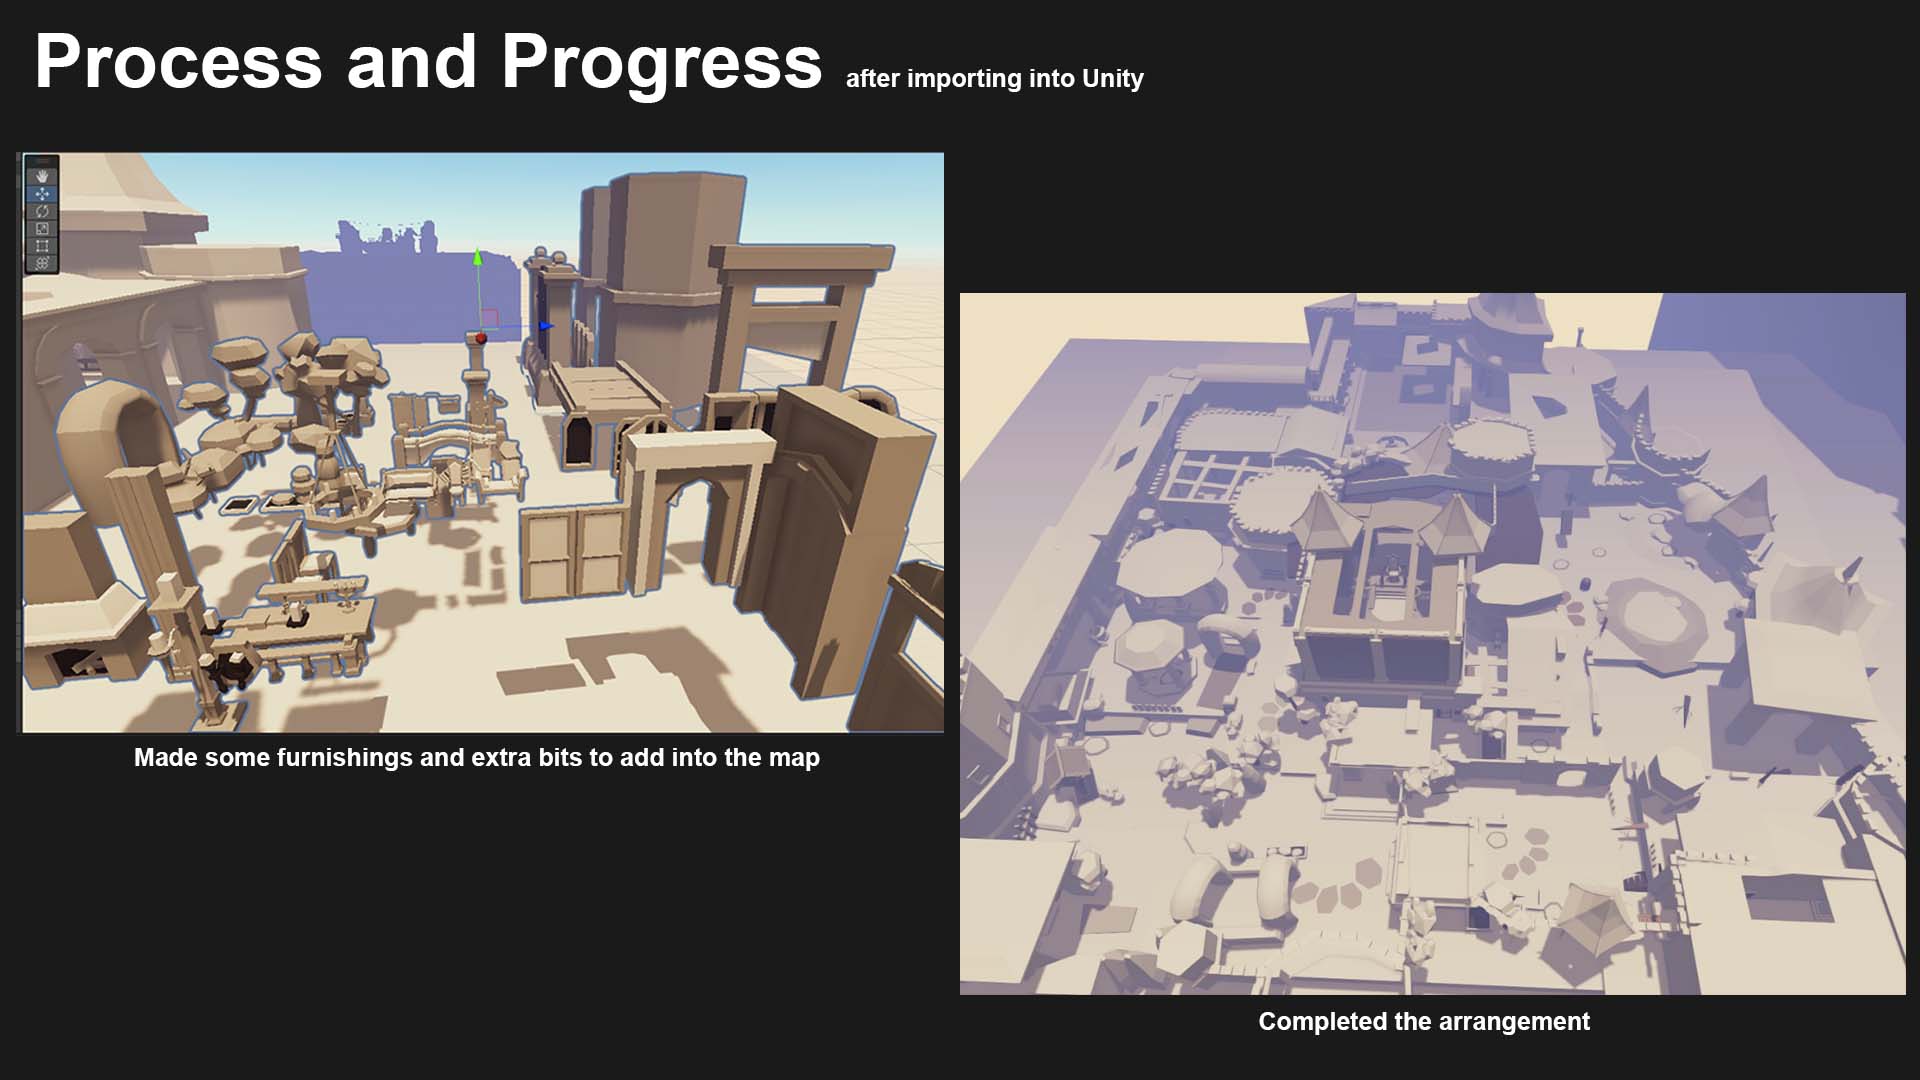 Process and Progress after importing into Unity
Made some furnishings and extra bits to add into the map
Completed the arrangement